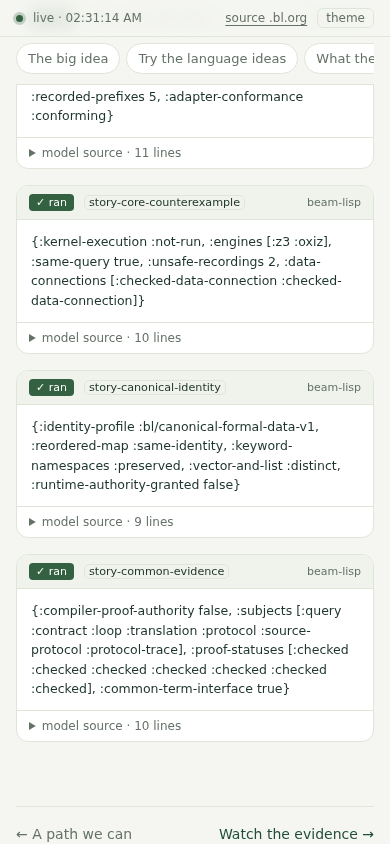 live · 02:31:14 AM
source .bl.org
theme
The big idea
Try the language ideas
What the
:recorded-prefixes 5, :adapter-conformance
:conforming}
▶ model source · 11 lines
✓ ran
story-core-counterexample
beam-lisp
{:kernel-execution :not-run, :engines [:z3 :oxiz],
:same-query true, :unsafe-recordings 2, :data-
connections [:checked-data-connection :checked-
data-connection]}
▶ model source · 10 lines
✓ ran
story-canonical-identity
beam-lisp
{:identity-profile :bl/canonical-formal-data-v1,
:reordered-map :same-identity, :keyword-
namespaces :preserved, :vector-and-list :distinct,
:runtime-authority-granted false}
▶ model source · 9 lines
✓ ran
story-common-evidence
beam-lisp
{:compiler-proof-authority false, :subjects [:query
:contract :loop :translation :protocol :source-
protocol :protocol-trace], :proof-statuses [:checked
:checked :checked :checked :checked :checked
:checked], :common-term-interface true}
▶ model source · 10 lines
← A path we can
Watch the evidence →